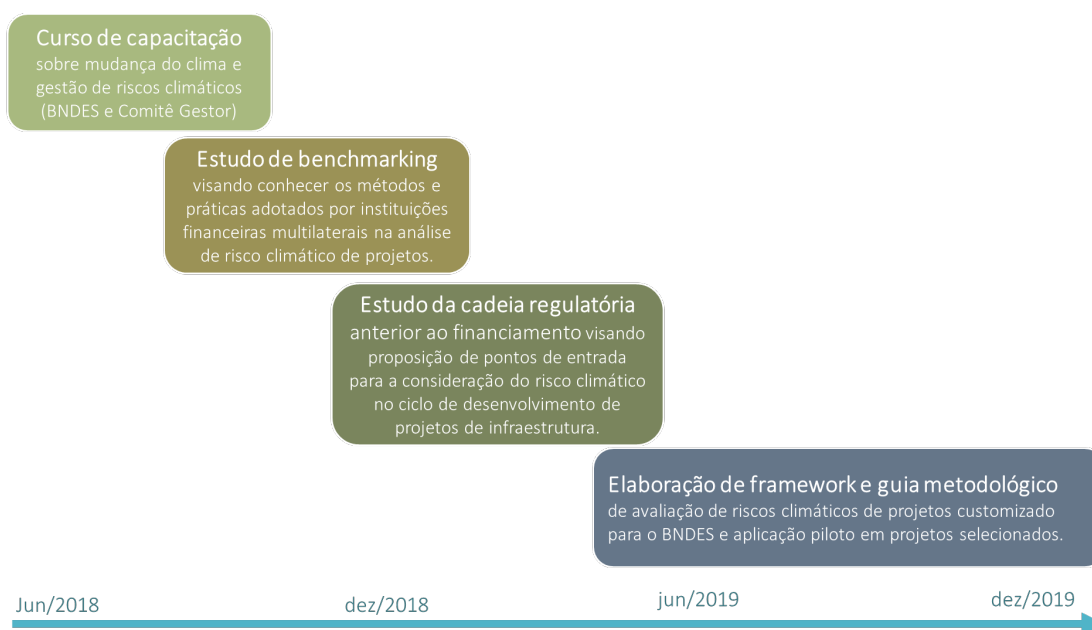 Curso de capacitação
sobre mudança do clima e
gestão de riscos climáticos
(BNDES e Comitê Gestor)
Estudo de benchmarking
visando conhecer os métodos e
práticas adotados por instituições
financeiras multilaterais na análise
de risco climático de projetos.
Estudo da cadeia regulatória
anterior ao financiamento visando
proposição de pontos de entrada
para a consideração do risco climático
no ciclo de desenvolvimento de
projetos de infraestrutura.
Elaboração de framework e guia metodológico
de avaliação de riscos climáticos de projetos customizado
para o BNDES e aplicação piloto em projetos selecionados.
Jun/2018 dez/2018 jun/2019 dez/2019